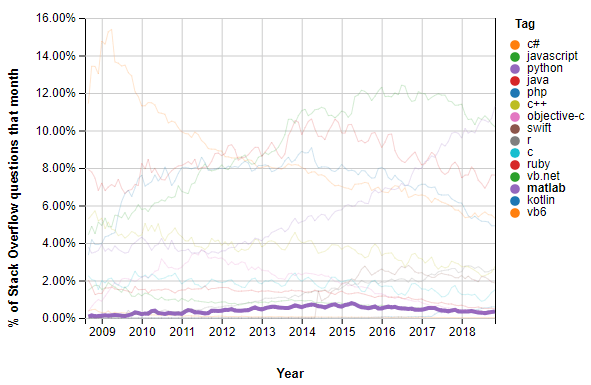 % of Stack Overflow questions that month
16.00%
14.00%
12.00%
10.00%
8.00%
6.00%
4.00%
2.00%
0.00%
2009 2010 2011 2012 2013 2014 2015 2016 2017 2018
Year
Tag
c#
javascript
python
java
php
c++
objective-c
swift
r
c
ruby
vb.net
matlab
kotlin
vb6